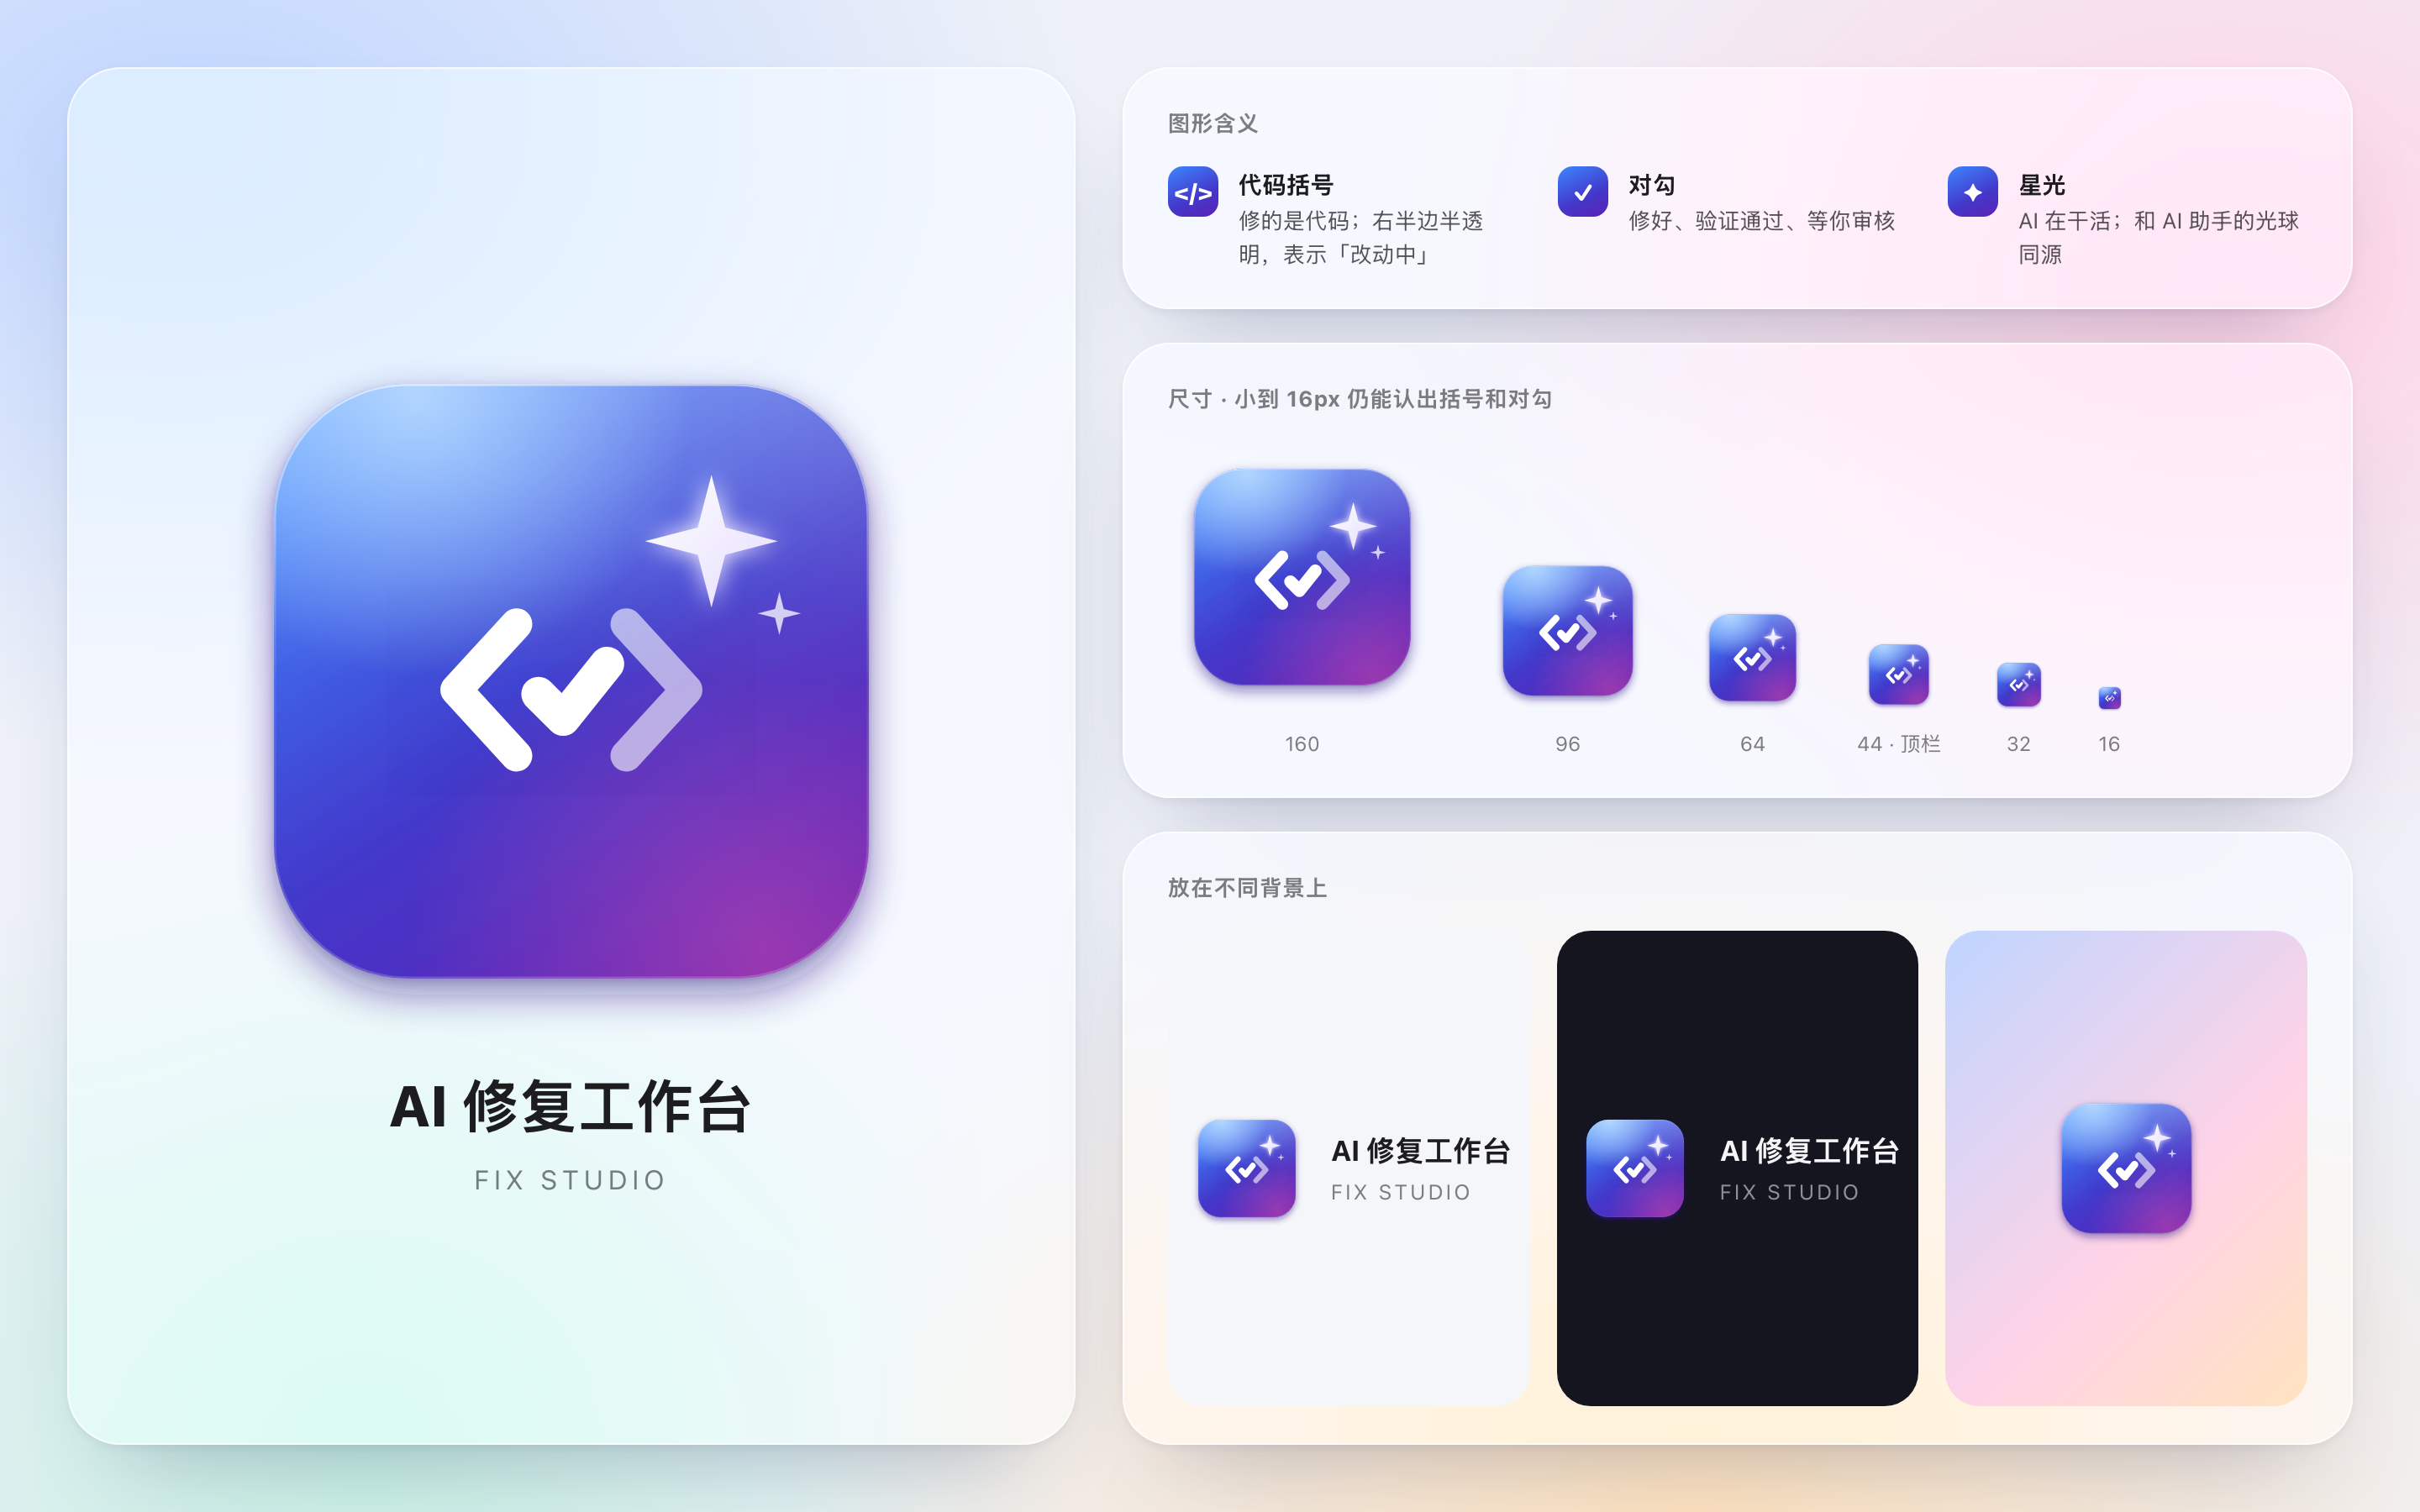 AI 修复工作台
FIX STUDIO
图形含义
</>
代码括号
修的是代码；右半边半透
明，表示「改动中」
对勾
修好、验证通过、等你审核
星光
AI 在干活；和 AI 助手的光球
同源
尺寸 · 小到 16px 仍能认出括号和对勾
160
96
64
44 · 顶栏
32
16
放在不同背景上
AI 修复工作台
FIX STUDIO
AI 修复工作台
FIX STUDIO